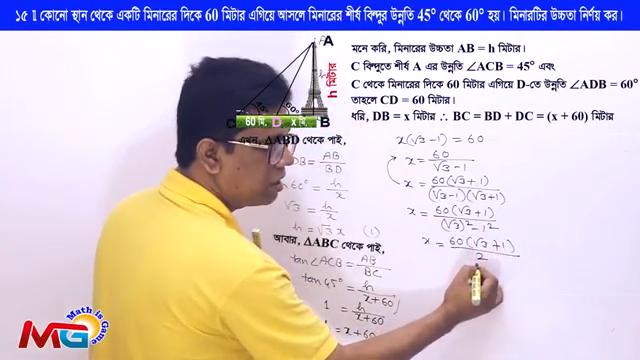 ১৫ ৷ কোনো স্থান থেকে একটি মিনারের দিকে 60 মিটার এগিয়ে আসলে মিনারের শীর্ষ বিন্দুর উন্নতি 45° থেকে 60° হয়। মিনারটির উচ্চতা নির্ণয় কর।
A
h মিটার
45°
60°
C 60 মি, D x মি, B
মনে করি, মিনারের উচ্চতা AB = h মিটার।
C বিন্দুতে শীর্ষ A এর উন্নতি ∠ACB = 45° এবং
C থেকে মিনারের দিকে 60 মিটার এগিয়ে D-তে উন্নতি ∠ADB = 60°
তাহলে CD = 60 মিটার।
ধরি, DB = x মিটার ∴ BC = BD + DC = (x + 60) মিটার
এখন, ΔABD থেকে পাই,
DB = AB/BD
60° = h/x
√3 = h/x
h = √3 x (1)
আবার, ΔABC থেকে পাই,
tan∠ACB = AB/BC
tan45° = h/(x+60)
1 = h/(x+60)
= x+60
x(√3 − 1) = 60
x = 60/(√3 − 1)
x = 60(√3 + 1)/((√3 − 1)(√3 + 1))
x = 60(√3 + 1)/((√3)² − 1²)
x = 60(√3 + 1)/2
Math is Game
MG